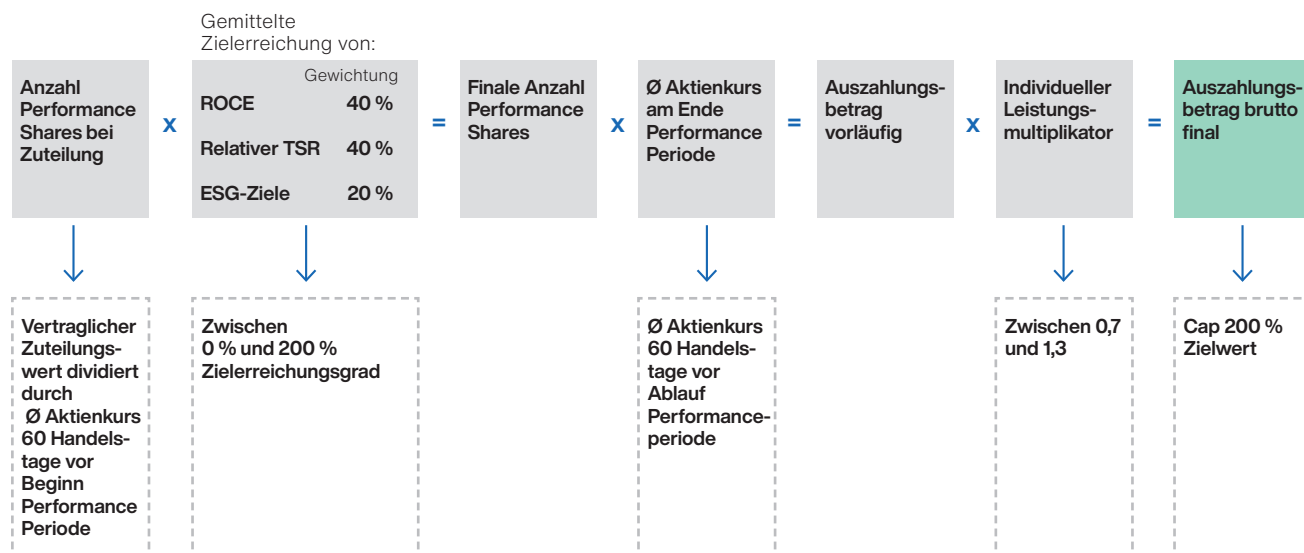 Gemittelte
Zielerreichung von:
Anzahl
Performance
Shares bei
Zuteilung
x
Gewichtung
ROCE 40 %
Relativer TSR 40 %
ESG-Ziele 20 %
=
Finale Anzahl
Performance
Shares
x
Ø Aktienkurs
am Ende
Performance
Periode
=
Auszahlungs-
betrag
vorläufig
x
Individueller
Leistungs-
multiplikator
=
Auszahlungs-
betrag brutto
final
Vertraglicher
Zuteilungs-
wert dividiert
durch
Ø Aktienkurs
60 Handels-
tage vor
Beginn
Performance
Periode
Zwischen
0 % und 200 %
Zielerreichungsgrad
Ø Aktienkurs
60 Handels-
tage vor
Ablauf
Performance-
periode
Zwischen 0,7
und 1,3
Cap 200 %
Zielwert